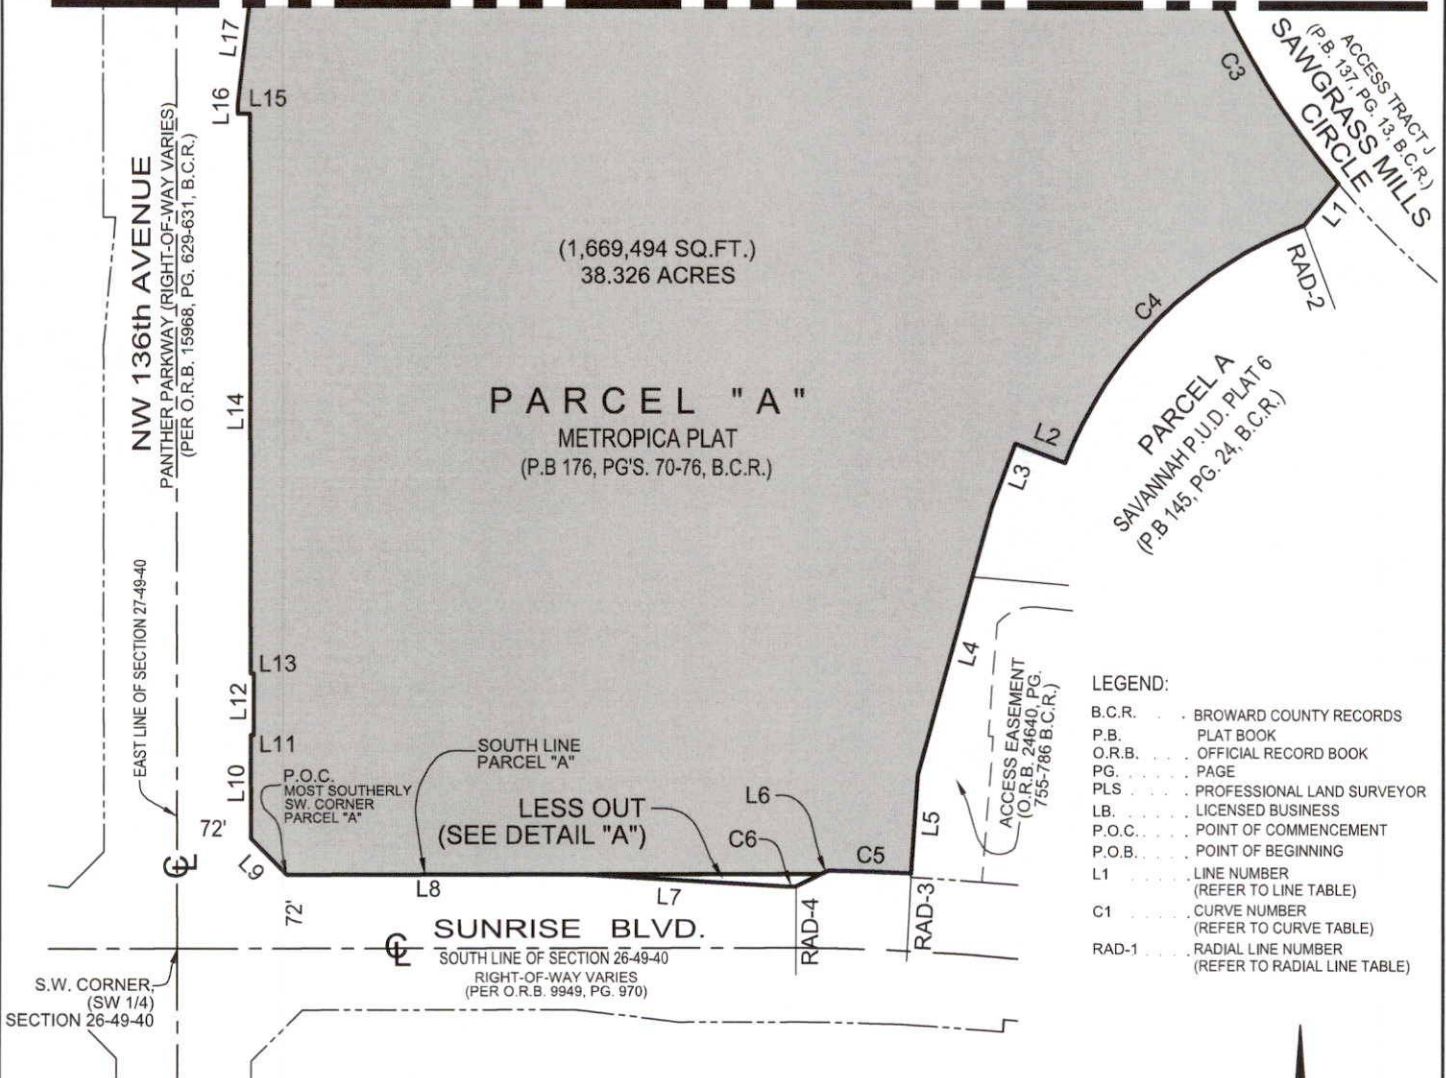 L17
L16
L15
NW 136th AVENUE
PANTHER PARKWAY (RIGHT-OF-WAY VARIES)
(PER O.R.B. 15968, PG. 629-631, B.C.R.)
C3
ACCESS TRACT J
(P.B. 137, PG. 13, B.C.R.)
SAWGRASS MILLS
CIRCLE
L1
RAD-2
(1,669,494 SQ.FT.)
38.326 ACRES
C4
L14
PARCEL "A"
METROPICA PLAT
(P.B 176, PG'S. 70-76, B.C.R.)
PARCEL A
SAVANNAH P.U.D. PLAT 6
(P.B 145, PG. 24, B.C.R.)
L2
L3
EAST LINE OF SECTION 27-49-40
L13
L12
L11
L10
L4
ACCESS EASEMENT
(O.R.B. 24640, PG.
755-786 B.C.R.)
P.O.C.
MOST SOUTHERLY
SW. CORNER
PARCEL "A"
SOUTH LINE
PARCEL "A"
LESS OUT
(SEE DETAIL "A")
L6
C6
C5
L5
72'
CL
L9
L8
L7
72'
RAD-4
RAD-3
CL
SUNRISE BLVD.
SOUTH LINE OF SECTION 26-49-40
RIGHT-OF-WAY VARIES
(PER O.R.B. 9949, PG. 970)
S.W. CORNER,
(SW 1/4)
SECTION 26-49-40
LEGEND:
B.C.R. . . BROWARD COUNTY RECORDS
P.B. PLAT BOOK
O.R.B. . . . OFFICIAL RECORD BOOK
PG. . . . . . PAGE
PLS . . . . . PROFESSIONAL LAND SURVEYOR
LB. . . . . . LICENSED BUSINESS
P.O.C. . . . . POINT OF COMMENCEMENT
P.O.B. . . . . POINT OF BEGINNING
L1 . . . . . LINE NUMBER
(REFER TO LINE TABLE)
C1 . . . . . CURVE NUMBER
(REFER TO CURVE TABLE)
RAD-1 . . . . RADIAL LINE NUMBER
(REFER TO RADIAL LINE TABLE)